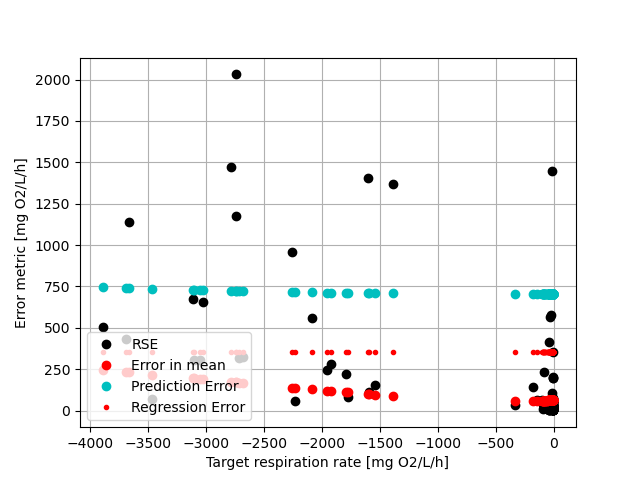 2000
1750
1500
1250
1000
750
500
250
0
Error metric [mg O2/L/h]
RSE
Error in mean
Prediction Error
Regression Error
−4000 −3500 −3000 −2500 −2000 −1500 −1000 −500 0
Target respiration rate [mg O2/L/h]